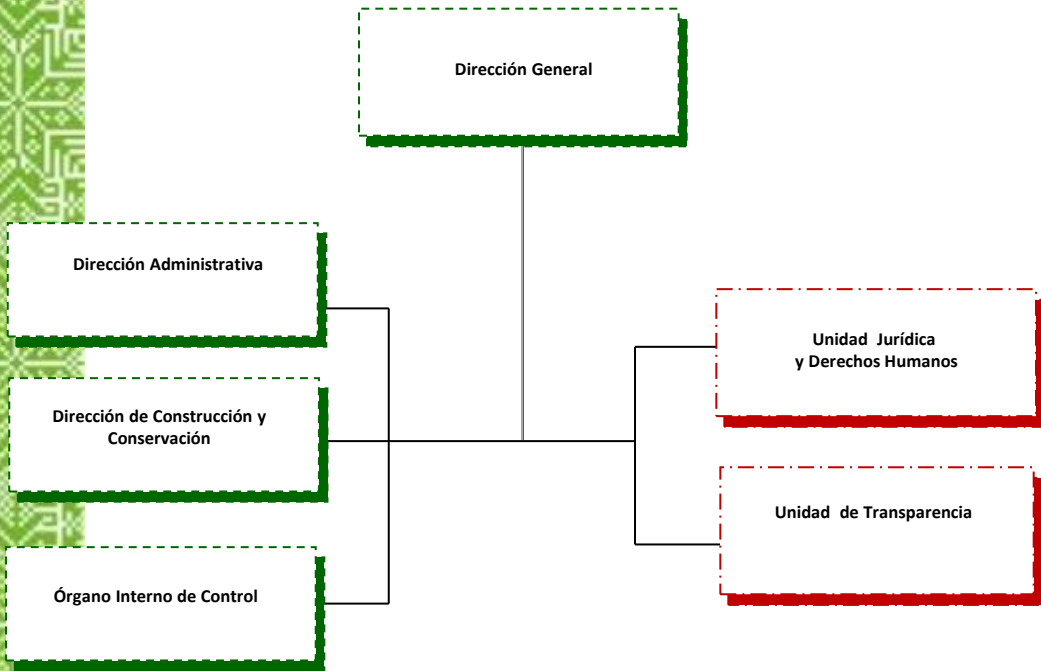 Dirección General
Dirección Administrativa
Unidad Jurídica
y Derechos Humanos
Dirección de Construcción y
Conservación
Unidad de Transparencia
Órgano Interno de Control